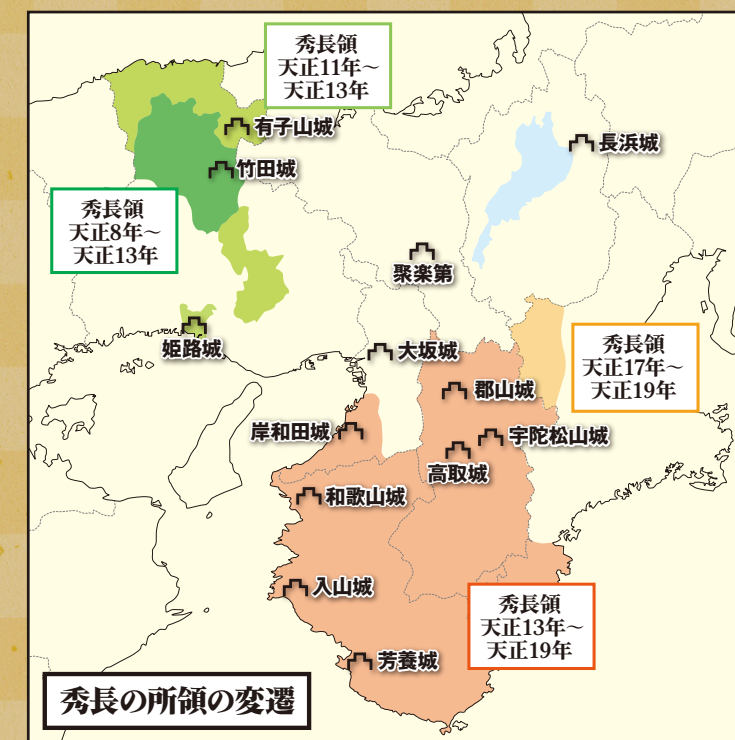 秀長領
天正11年～
天正13年
有子山城
長浜城
竹田城
秀長領
天正8年～
天正13年
聚楽第
姫路城
大坂城
秀長領
天正17年～
天正19年
郡山城
岸和田城
宇陀松山城
高取城
和歌山城
入山城
秀長領
天正13年～
天正19年
芳養城
秀長の所領の変遷